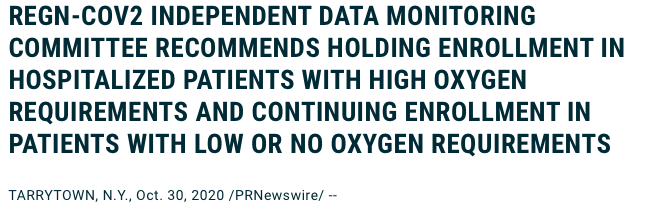 REGN-COV2 INDEPENDENT DATA MONITORING
COMMITTEE RECOMMENDS HOLDING ENROLLMENT IN
HOSPITALIZED PATIENTS WITH HIGH OXYGEN
REQUIREMENTS AND CONTINUING ENROLLMENT IN
PATIENTS WITH LOW OR NO OXYGEN REQUIREMENTS
TARRYTOWN, N.Y., Oct. 30, 2020 /PRNewswire/ --